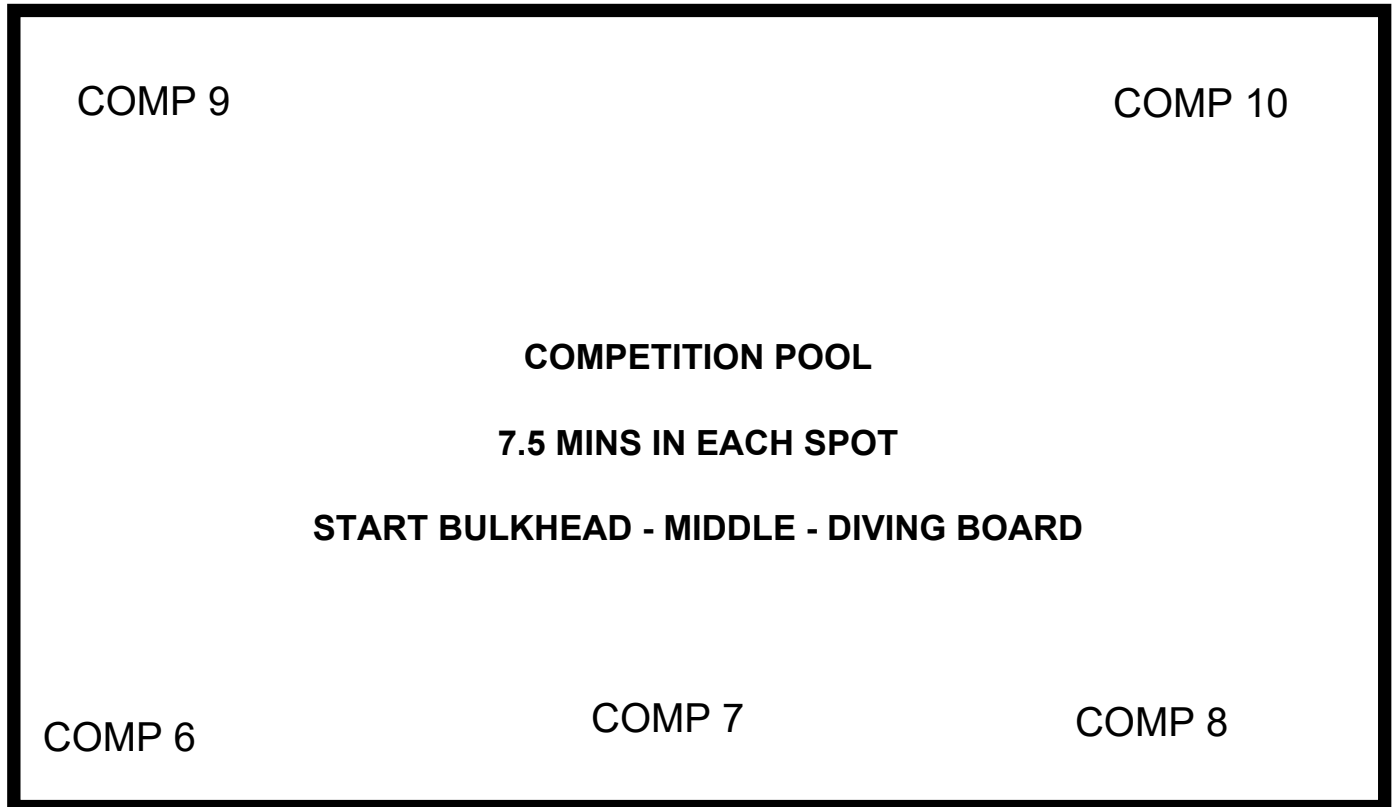 COMP 9
COMP 10
COMPETITION POOL
7.5 MINS IN EACH SPOT
START BULKHEAD - MIDDLE - DIVING BOARD
COMP 6
COMP 7
COMP 8